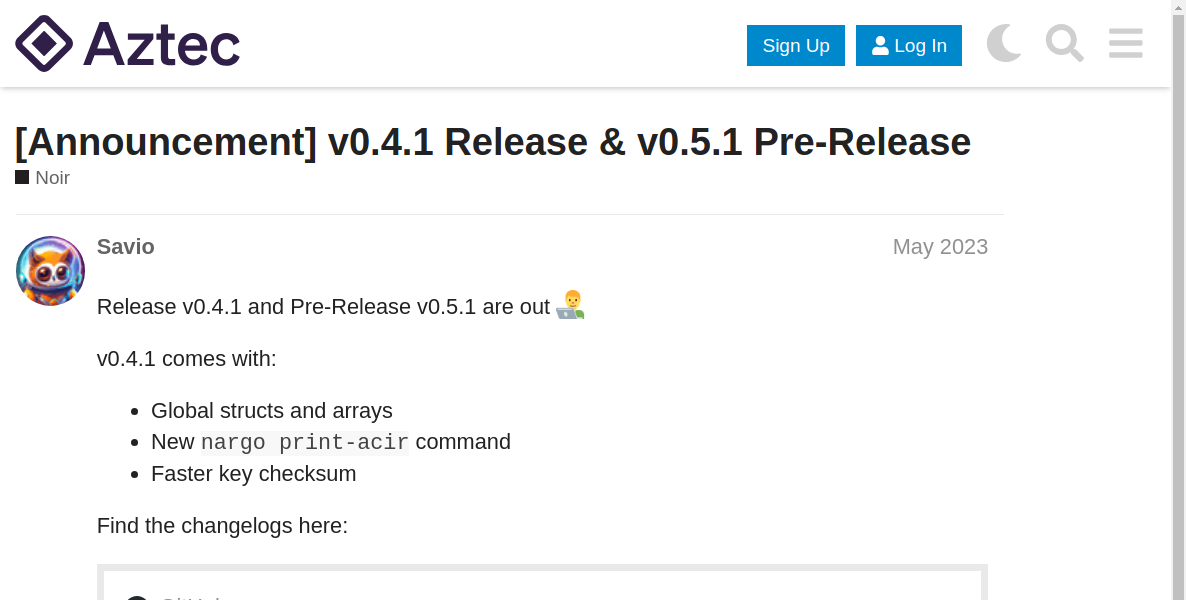 Aztec
Sign Up
Log In
[Announcement] v0.4.1 Release & v0.5.1 Pre-Release
Noir
Savio
May 2023
Release v0.4.1 and Pre-Release v0.5.1 are out
v0.4.1 comes with:
Global structs and arrays
New nargo print-acir command
Faster key checksum
Find the changelogs here: